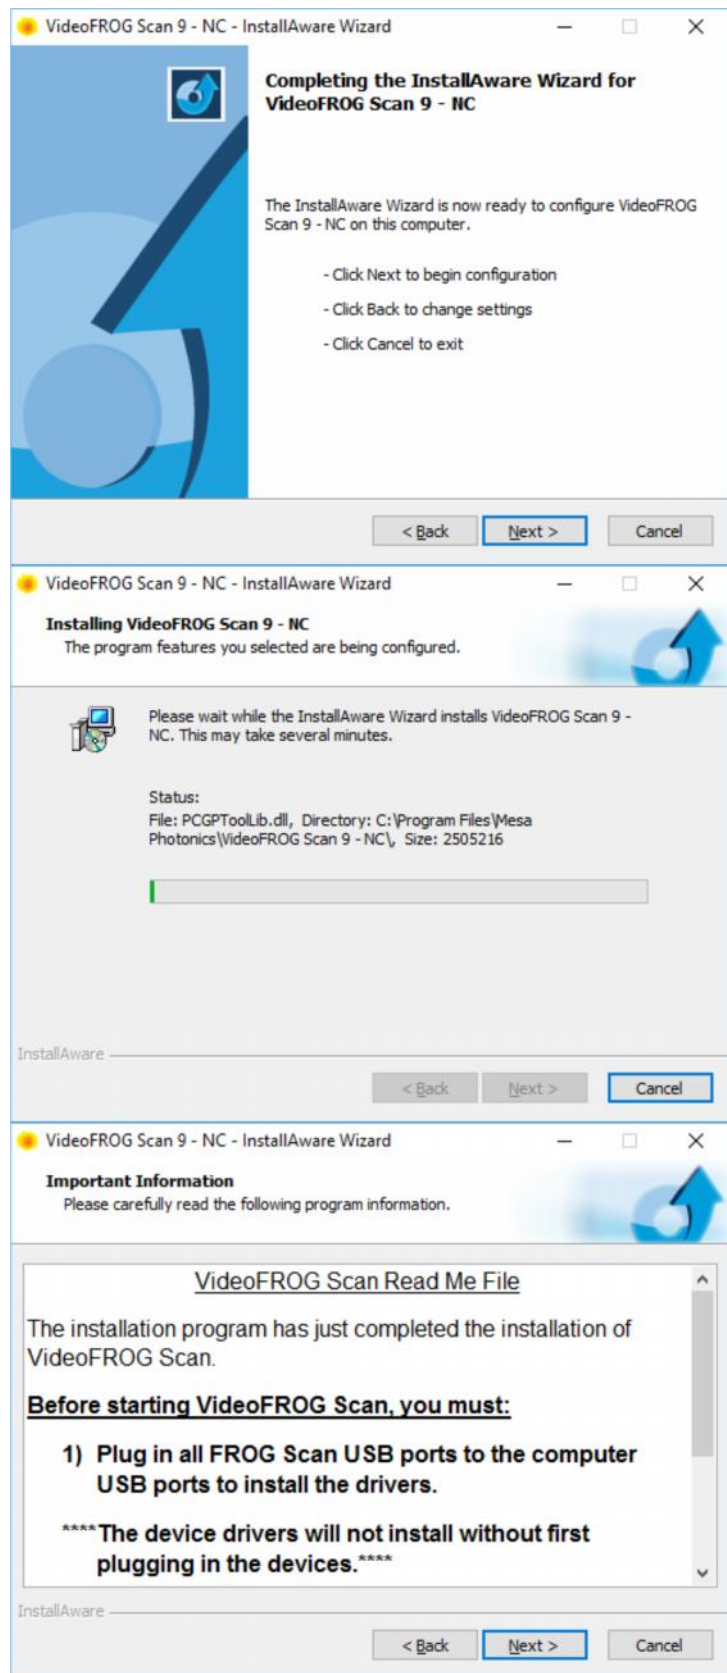 VideoFROG Scan 9 - NC - InstallAware Wizard
Completing the InstallAware Wizard for
VideoFROG Scan 9 - NC
The InstallAware Wizard is now ready to configure VideoFROG
Scan 9 - NC on this computer.
- Click Next to begin configuration
- Click Back to change settings
- Click Cancel to exit
< Back Next > Cancel
VideoFROG Scan 9 - NC - InstallAware Wizard
Installing VideoFROG Scan 9 - NC
The program features you selected are being configured.
Please wait while the InstallAware Wizard installs VideoFROG Scan 9 -
NC. This may take several minutes.
Status:
File: PCGPToolLib.dll, Directory: C:\Program Files\Mesa
Photonics\VideoFROG Scan 9 - NC\, Size: 2505216
InstallAware
< Back Next > Cancel
VideoFROG Scan 9 - NC - InstallAware Wizard
Important Information
Please carefully read the following program information.
VideoFROG Scan Read Me File
The installation program has just completed the installation of
VideoFROG Scan.
Before starting VideoFROG Scan, you must:
1) Plug in all FROG Scan USB ports to the computer
USB ports to install the drivers.
****The device drivers will not install without first
plugging in the devices.****
InstallAware
< Back Next > Cancel